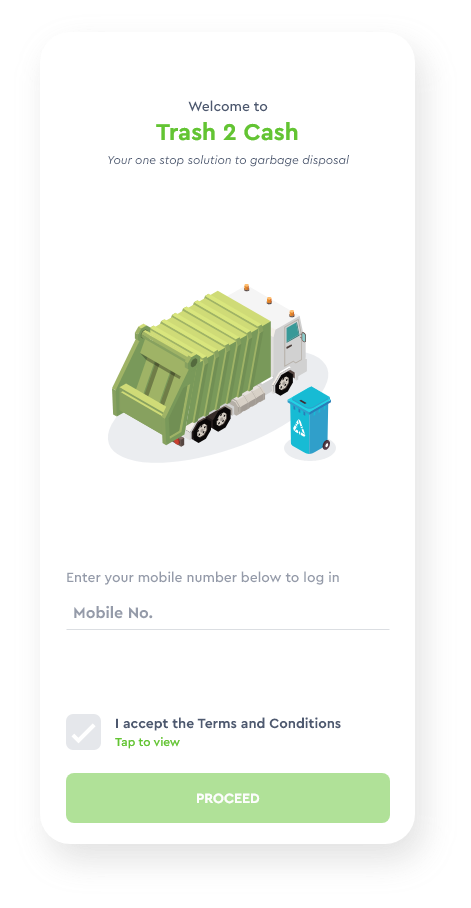 Welcome to
Trash 2 Cash
Your one stop solution to garbage disposal
Enter your mobile number below to log in
Mobile No.
I accept the Terms and Conditions
Tap to view
PROCEED